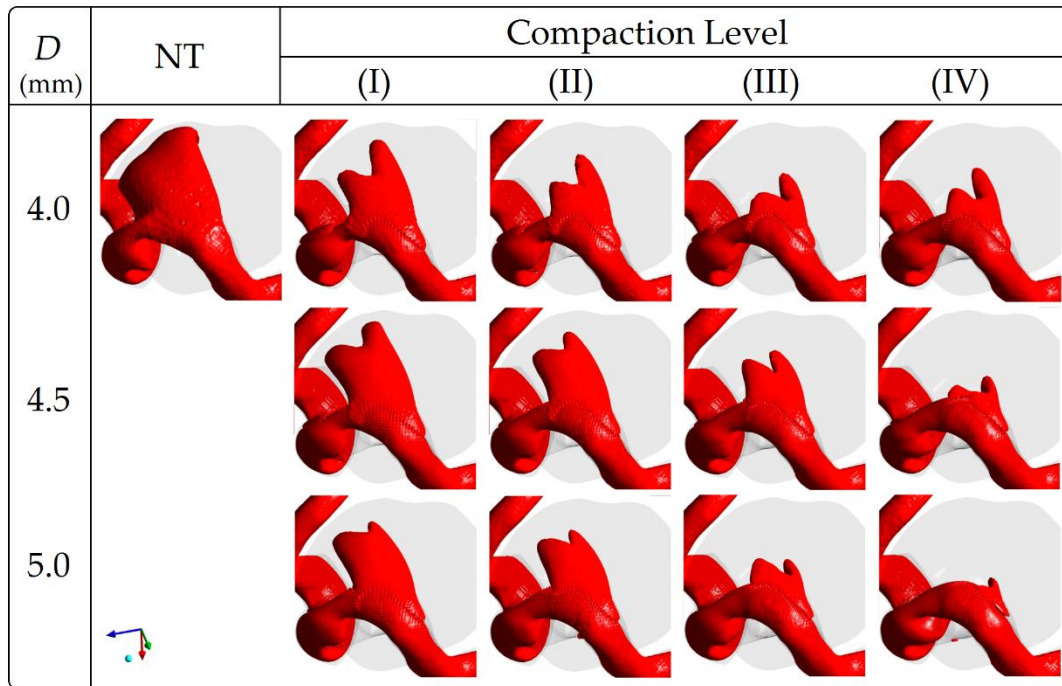 D
(mm)
NT
Compaction Level
(I) (II) (III) (IV)
4.0
4.5
5.0